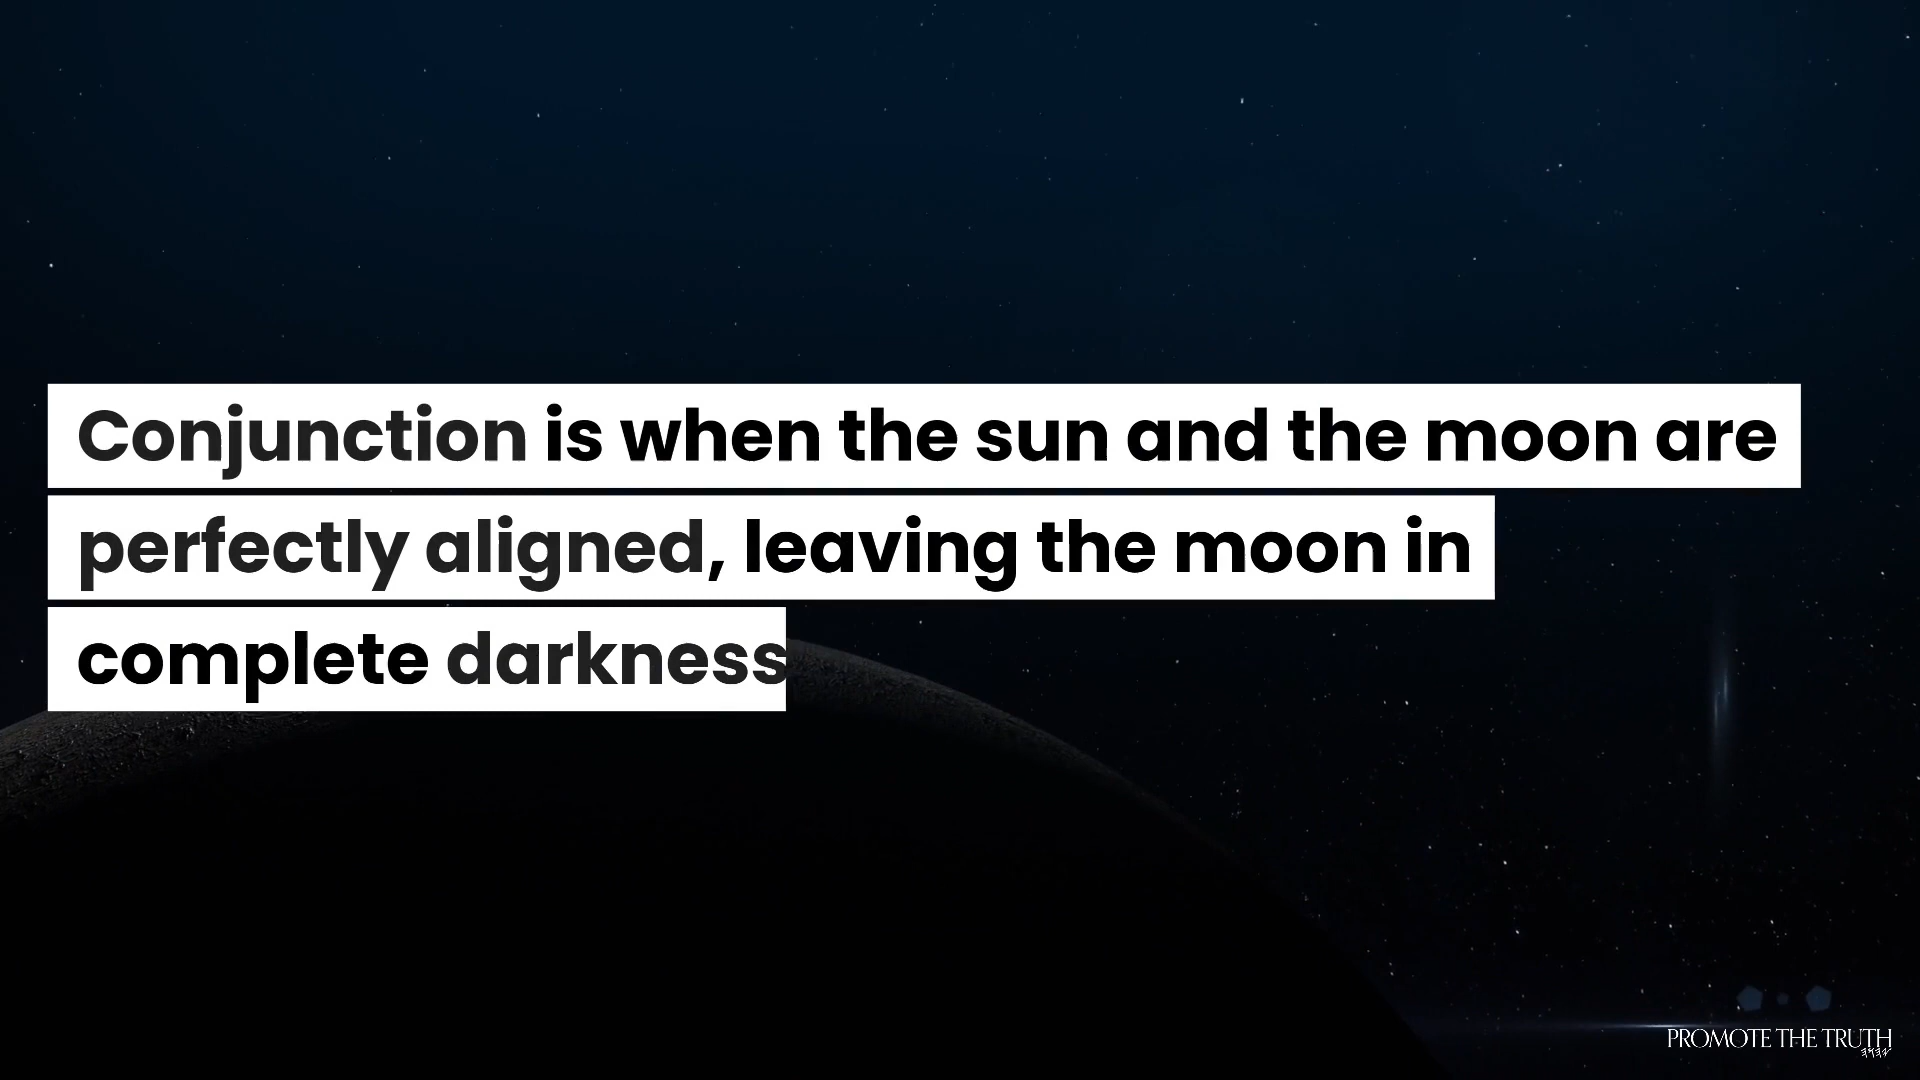 Conjunction is when the sun and the moon are
perfectly aligned, leaving the moon in
complete darkness
PROMOTE THE TRUTH